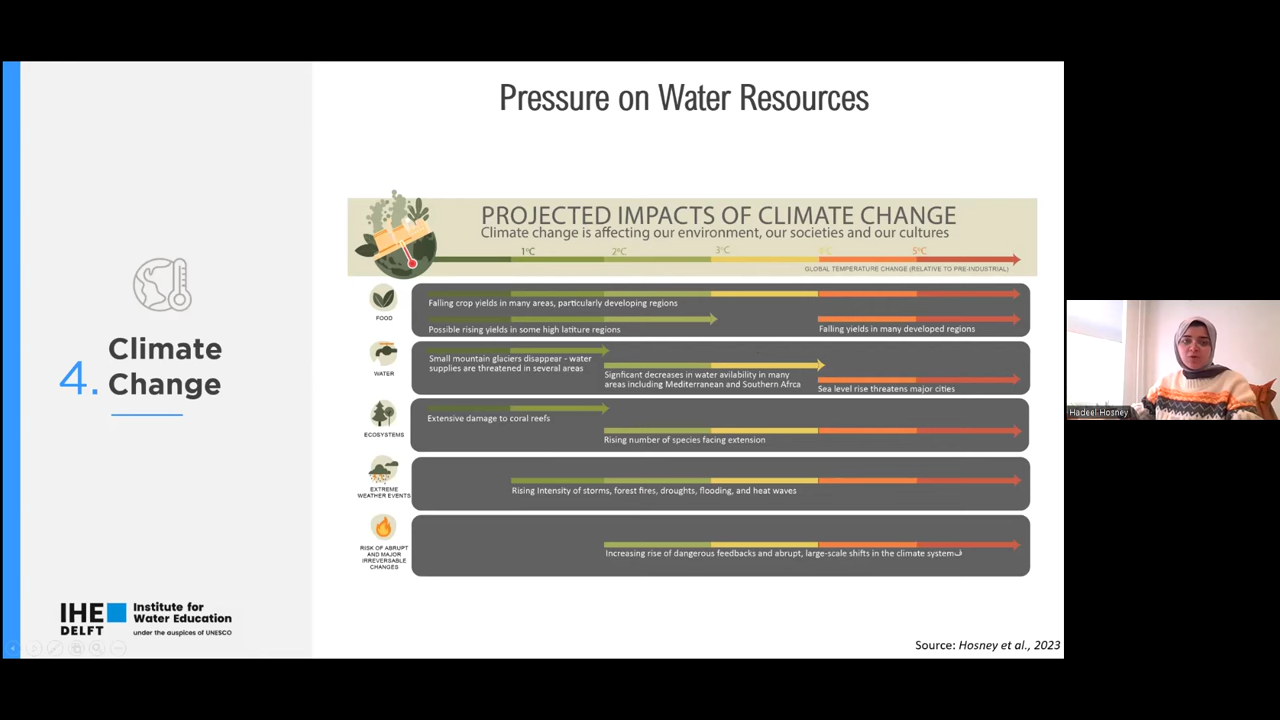 Pressure on Water Resources
PROJECTED IMPACTS OF CLIMATE CHANGE
Climate change is affecting our environment, our societies and our cultures
1°C
2°C
3°C
4°C
5°C
GLOBAL TEMPERATURE CHANGE (RELATIVE TO PRE-INDUSTRIAL)
FOOD
Falling crop yields in many areas, particularly developing regions
Possible rising yields in some high latiture regions
Falling yields in many developed regions
WATER
Small mountain glaciers disappear - water
supplies are threatened in several areas
Signficant decreases in water avilability in many
areas including Mediterranean and Southern Afrca
Sea level rise threatens major cities
ECOSYSTEMS
Extensive damage to coral reefs
Rising number of species facing extension
EXTREME
WEATHER EVENTS
Rising Intensity of storms, forest fires, droughts, flooding, and heat waves
RISK OF ABRUPT
AND MAJOR
IRREVERSABLE
CHANGES
Increasing rise of dangerous feedbacks and abrupt, large-scale shifts in the climate systemف
4. Climate
Change
IHE
DELFT
Institute for
Water Education
under the auspices of UNESCO
Source: Hosney et al., 2023
Hadeel Hosney